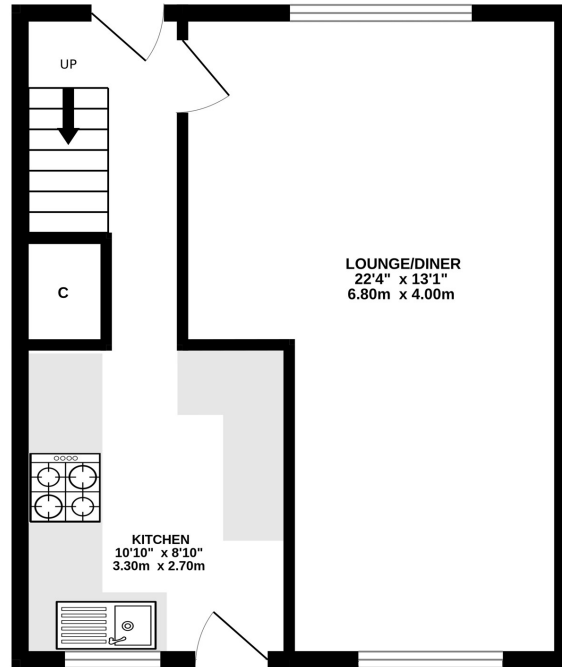 UP
LOUNGE/DINER
22'4" x 13'1"
6.80m x 4.00m
C
KITCHEN
10'10" x 8'10"
3.30m x 2.70m